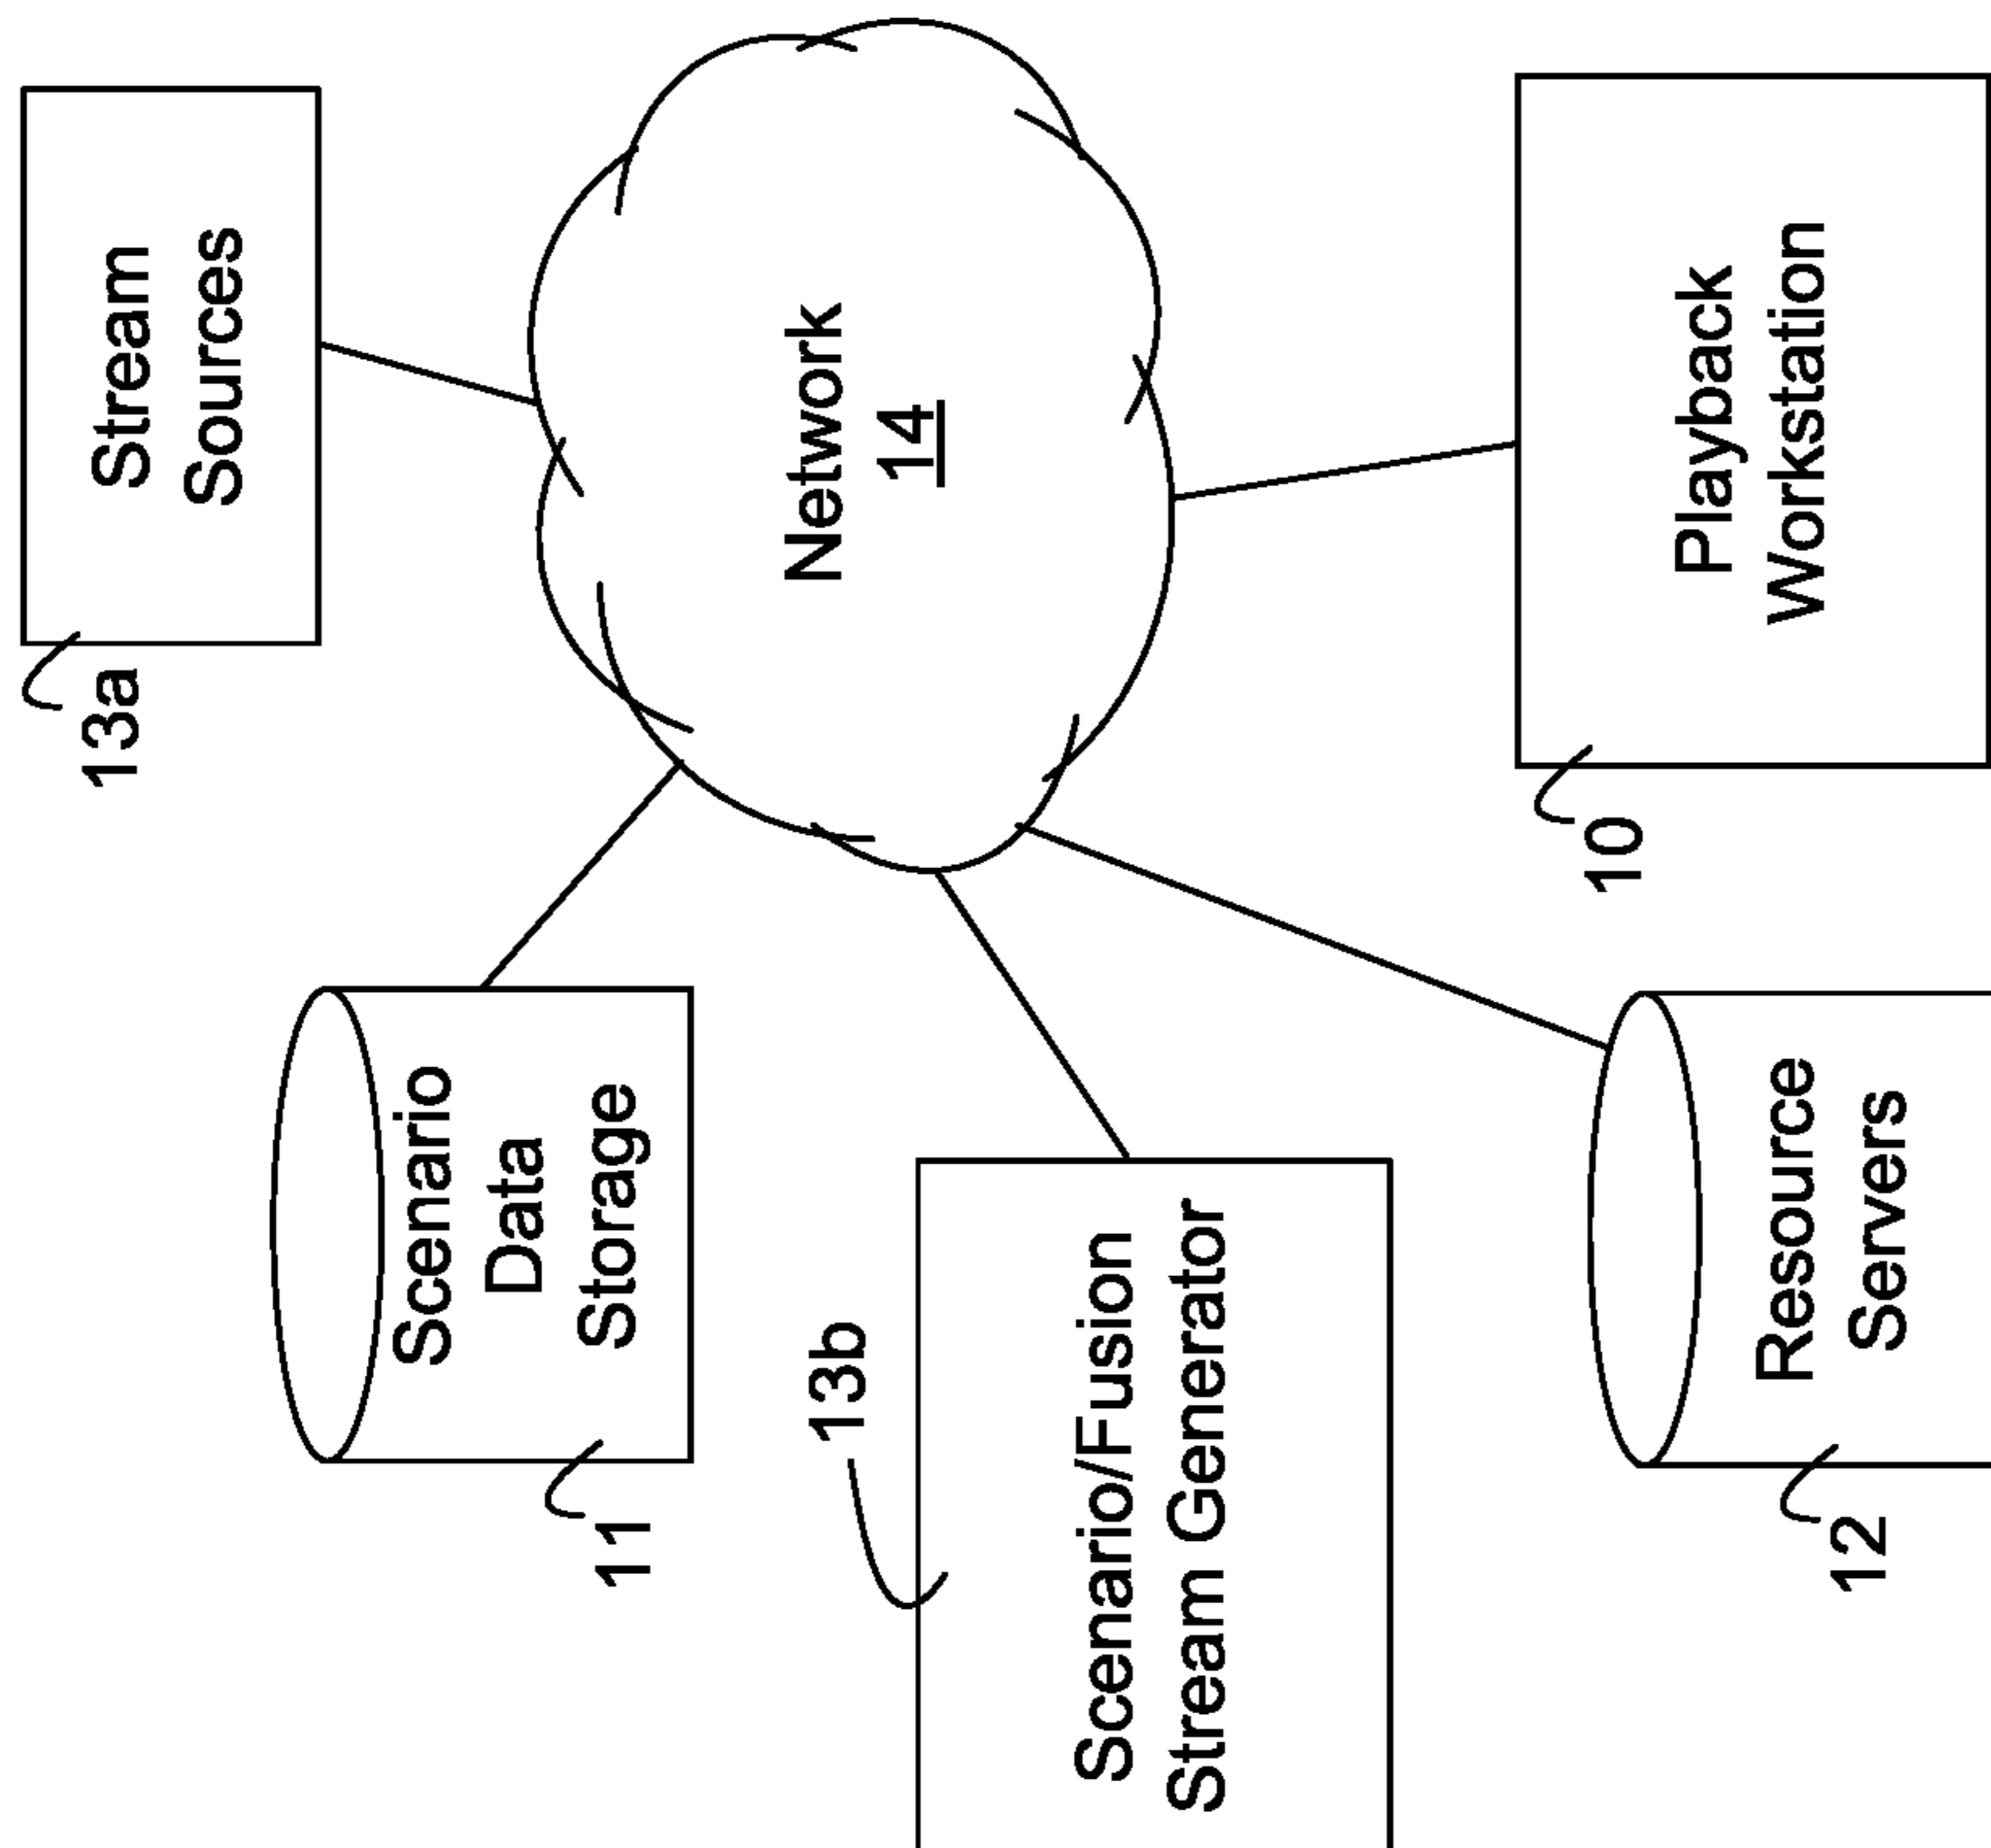 13a
Stream
Sources
Network
14
Scenario
Data
Storage
11
13b
Scenario/Fusion
Stream Generator
Resource
Servers
12
Playback
Workstation
10